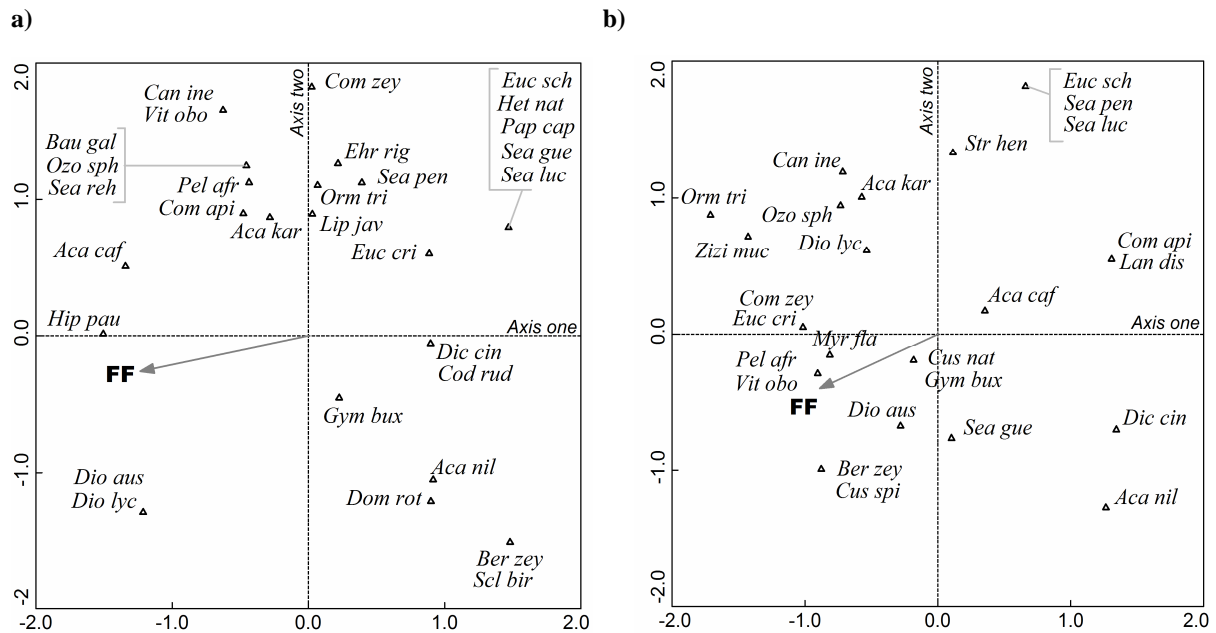 a)
2.0
1.0
0.0
-1.0
-2
-2.0
-1.0
0.0
1.0
2.0
Axis two
Axis one
Com zey
Can ine
Vit obo
Euc sch
Het nat
Pap cap
Sea gue
Sea luc
Bau gal
Ozo sph
Sea reh
Ehr rig
Sea pen
Pel afr
Orm tri
Com api
Lip jav
Aca kar
Aca caf
Euc cri
Hip pau
FF
Dic cin
Cod rud
Gym bux
Aca nil
Dom rot
Dio aus
Dio lyc
Ber zey
Scl bir
b)
2.0
1.0
0.0
-1.0
-2.0
-2.0
-1.0
0.0
1.0
2.0
Axis two
Axis one
Euc sch
Sea pen
Sea luc
Str hen
Can ine
Aca kar
Orm tri
Ozo sph
Zizi muc
Dio lyc
Com api
Lan dis
Aca caf
Com zey
Euc cri
Myr fla
Pel afr
Vit obo
Cus nat
Gym bux
FF
Dio aus
Sea gue
Dic cin
Ber zey
Cus spi
Aca nil